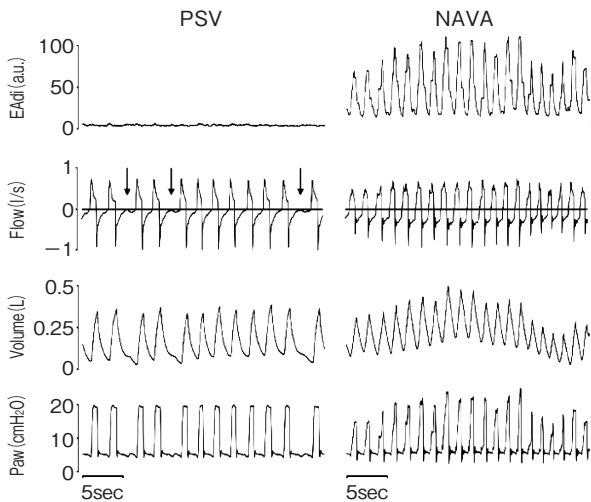 PSV
NAVA
EAdi (a.u.)
100
50
0
Flow (l/s)
1
0
−1
Volume (L)
0.5
0.25
0
Paw (cmH2O)
20
10
0
5sec
5sec